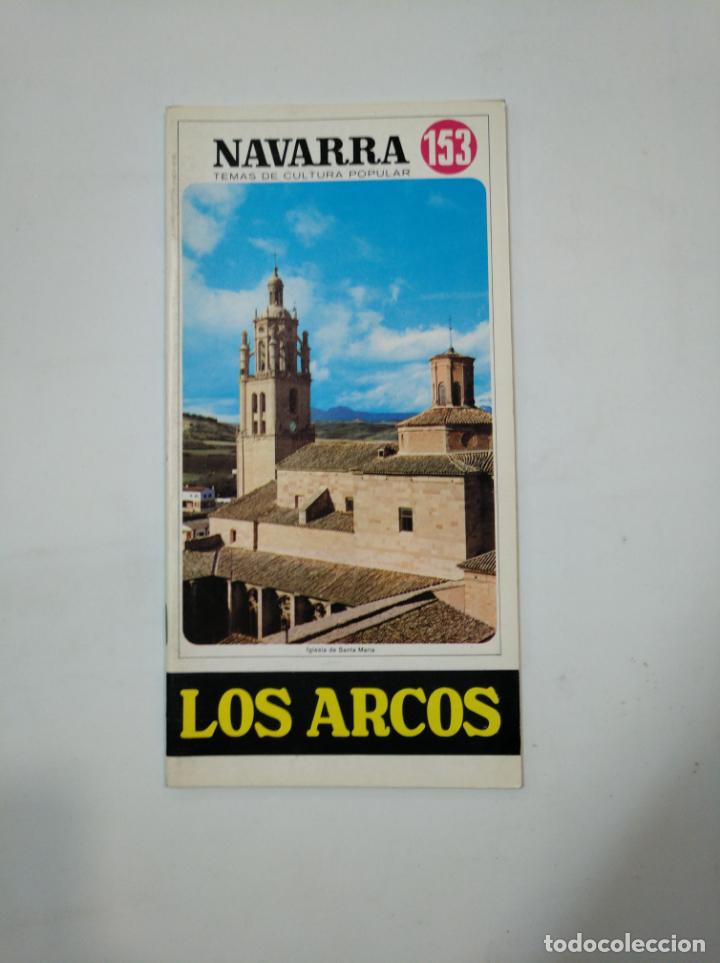 NAVARRA 153
TEMAS DE CULTURA POPULAR
Iglesia de Santa María
LOS ARCOS
todocoleccion